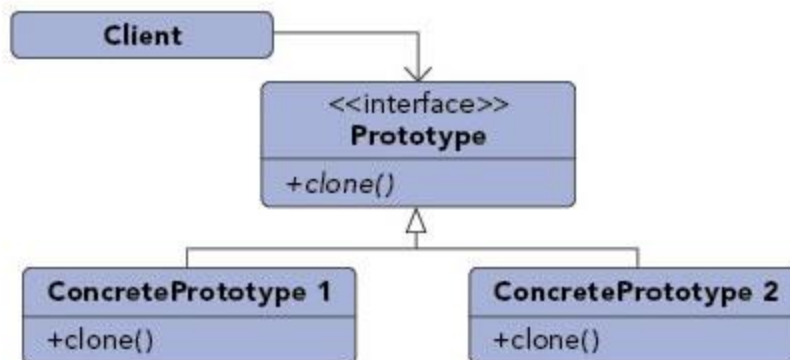 Client
<<interface>>
Prototype
+clone()
ConcretePrototype 1
+clone()
ConcretePrototype 2
+clone()